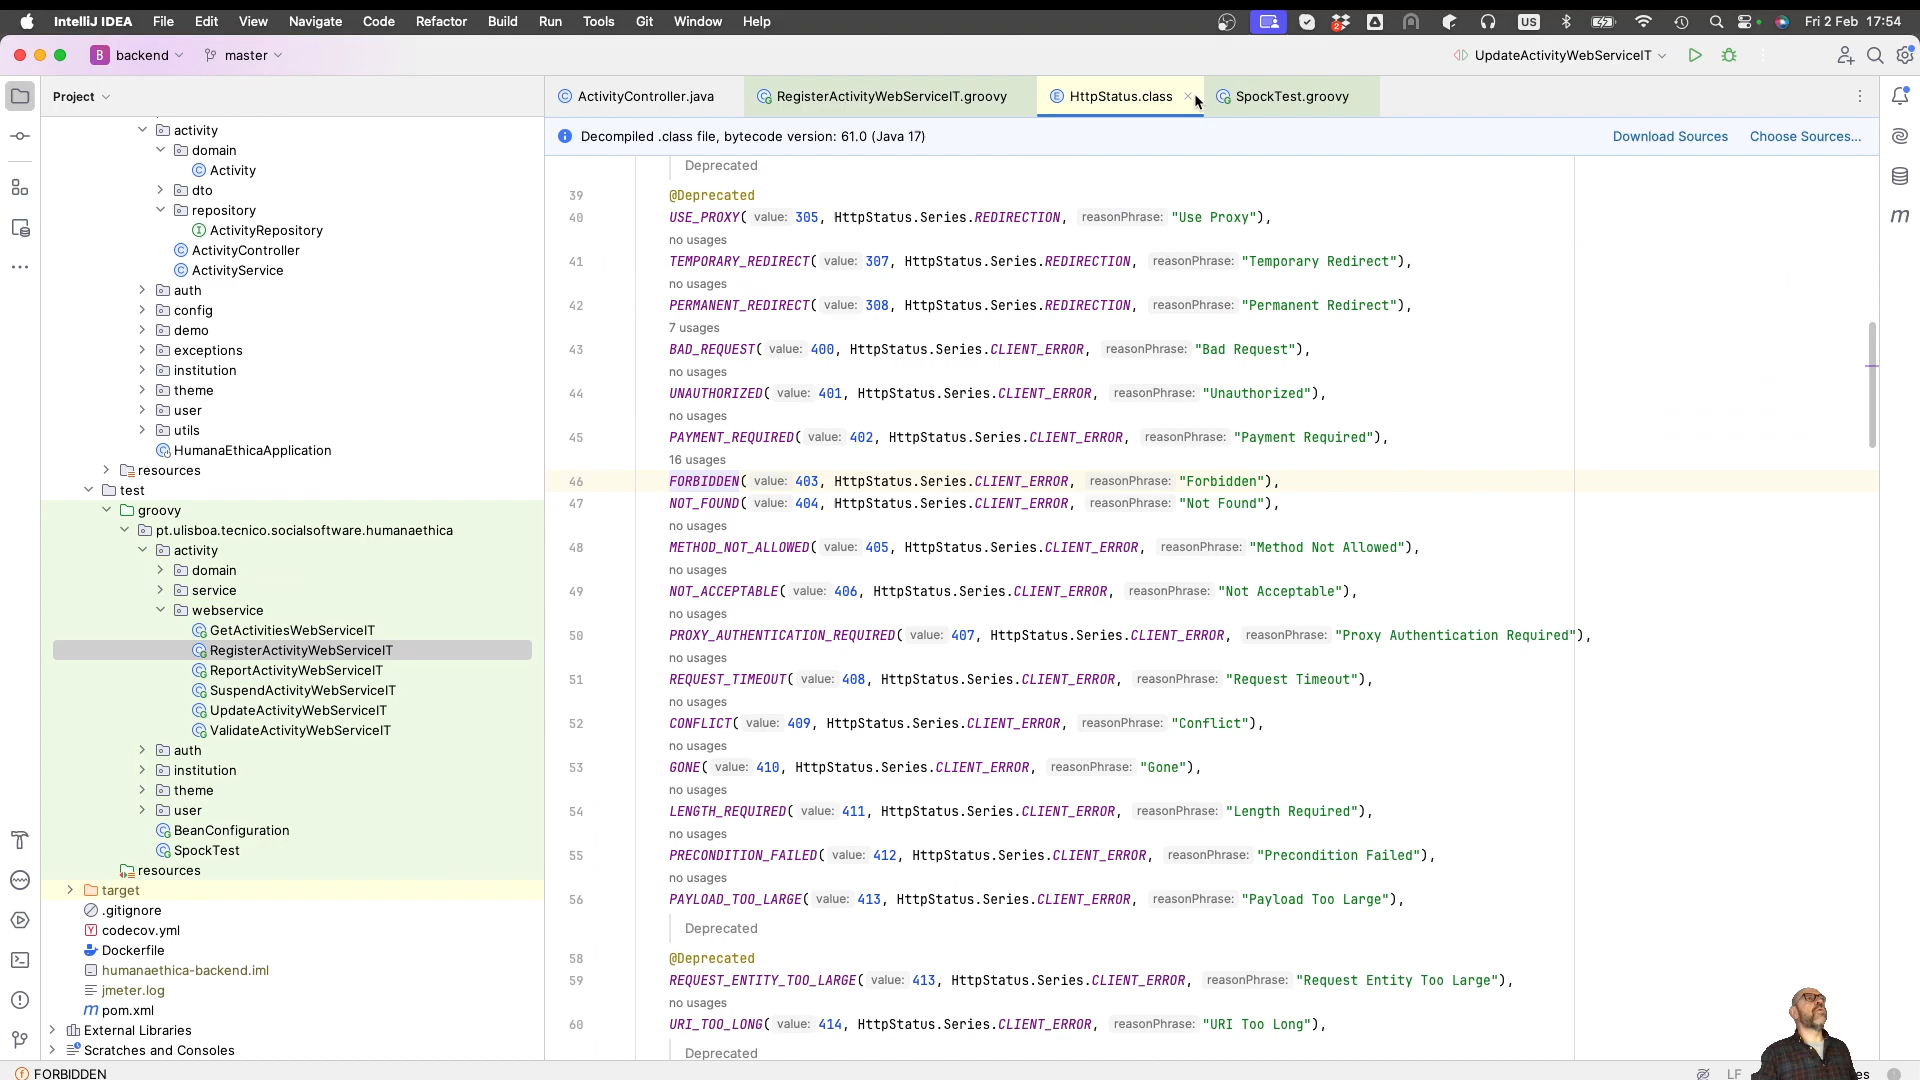 IntelliJ IDEA File Edit View Navigate Code Refactor Build Run Tools Git Window Help US Fri 2 Feb 17:54
B backend master UpdateActivityWebServiceIT
Project
ActivityController.java RegisterActivityWebServiceIT.groovy HttpStatus.class SpockTest.groovy
Decompiled .class file, bytecode version: 61.0 (Java 17) Download Sources Choose Sources...
activity
domain
Activity
dto
repository
ActivityRepository
ActivityController
ActivityService
auth
config
demo
exceptions
institution
theme
user
utils
HumanaEthicaApplication
resources
test
groovy
pt.ulisboa.tecnico.socialsoftware.humanaethica
activity
domain
service
webservice
GetActivitiesWebServiceIT
RegisterActivityWebServiceIT
ReportActivityWebServiceIT
SuspendActivityWebServiceIT
UpdateActivityWebServiceIT
ValidateActivityWebServiceIT
auth
institution
theme
user
BeanConfiguration
SpockTest
resources
target
.gitignore
codecov.yml
Dockerfile
humanaethica-backend.iml
jmeter.log
pom.xml
External Libraries
Scratches and Consoles
Deprecated
39 @Deprecated
40 USE_PROXY( value: 305, HttpStatus.Series.REDIRECTION, reasonPhrase: "Use Proxy"),
no usages
41 TEMPORARY_REDIRECT( value: 307, HttpStatus.Series.REDIRECTION, reasonPhrase: "Temporary Redirect"),
no usages
42 PERMANENT_REDIRECT( value: 308, HttpStatus.Series.REDIRECTION, reasonPhrase: "Permanent Redirect"),
7 usages
43 BAD_REQUEST( value: 400, HttpStatus.Series.CLIENT_ERROR, reasonPhrase: "Bad Request"),
no usages
44 UNAUTHORIZED( value: 401, HttpStatus.Series.CLIENT_ERROR, reasonPhrase: "Unauthorized"),
no usages
45 PAYMENT_REQUIRED( value: 402, HttpStatus.Series.CLIENT_ERROR, reasonPhrase: "Payment Required"),
16 usages
46 FORBIDDEN( value: 403, HttpStatus.Series.CLIENT_ERROR, reasonPhrase: "Forbidden"),
47 NOT_FOUND( value: 404, HttpStatus.Series.CLIENT_ERROR, reasonPhrase: "Not Found"),
no usages
48 METHOD_NOT_ALLOWED( value: 405, HttpStatus.Series.CLIENT_ERROR, reasonPhrase: "Method Not Allowed"),
no usages
49 NOT_ACCEPTABLE( value: 406, HttpStatus.Series.CLIENT_ERROR, reasonPhrase: "Not Acceptable"),
no usages
50 PROXY_AUTHENTICATION_REQUIRED( value: 407, HttpStatus.Series.CLIENT_ERROR, reasonPhrase: "Proxy Authentication Required"),
no usages
51 REQUEST_TIMEOUT( value: 408, HttpStatus.Series.CLIENT_ERROR, reasonPhrase: "Request Timeout"),
no usages
52 CONFLICT( value: 409, HttpStatus.Series.CLIENT_ERROR, reasonPhrase: "Conflict"),
no usages
53 GONE( value: 410, HttpStatus.Series.CLIENT_ERROR, reasonPhrase: "Gone"),
no usages
54 LENGTH_REQUIRED( value: 411, HttpStatus.Series.CLIENT_ERROR, reasonPhrase: "Length Required"),
no usages
55 PRECONDITION_FAILED( value: 412, HttpStatus.Series.CLIENT_ERROR, reasonPhrase: "Precondition Failed"),
no usages
56 PAYLOAD_TOO_LARGE( value: 413, HttpStatus.Series.CLIENT_ERROR, reasonPhrase: "Payload Too Large"),
Deprecated
58 @Deprecated
59 REQUEST_ENTITY_TOO_LARGE( value: 413, HttpStatus.Series.CLIENT_ERROR, reasonPhrase: "Request Entity Too Large"),
no usages
60 URI_TOO_LONG( value: 414, HttpStatus.Series.CLIENT_ERROR, reasonPhrase: "URI Too Long"),
Deprecated
FORBIDDEN LF